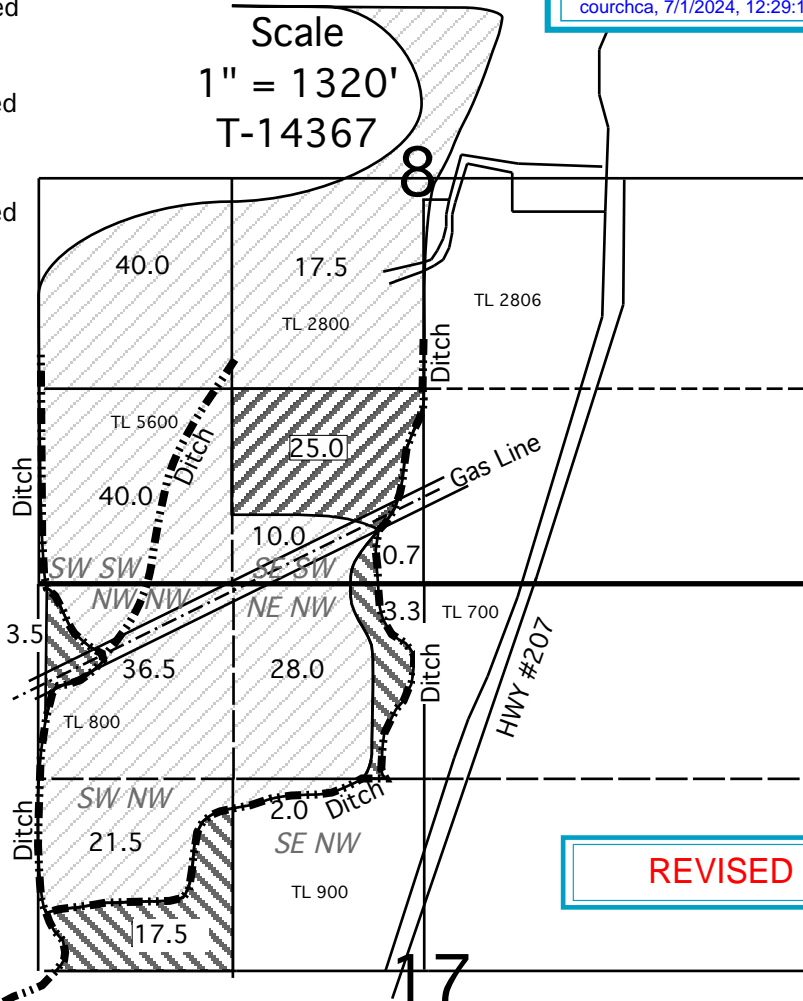 ed
courchca, 7/1/2024, 12:29:1
Scale
1" = 1320'
T-14367
ed
8
ed
40.0
17.5
TL 2800
TL 2806
Ditch
TL 5600
Ditch
25.0
Gas Line
Ditch
40.0
10.0
0.7
SW SW
SE SW
NW NW
NE NW
3.3
TL 700
3.5
36.5
28.0
Ditch
HWY #207
TL 800
SW NW
2.0
Ditch
Ditch
21.5
SE NW
REVISED
TL 900
17.5
17